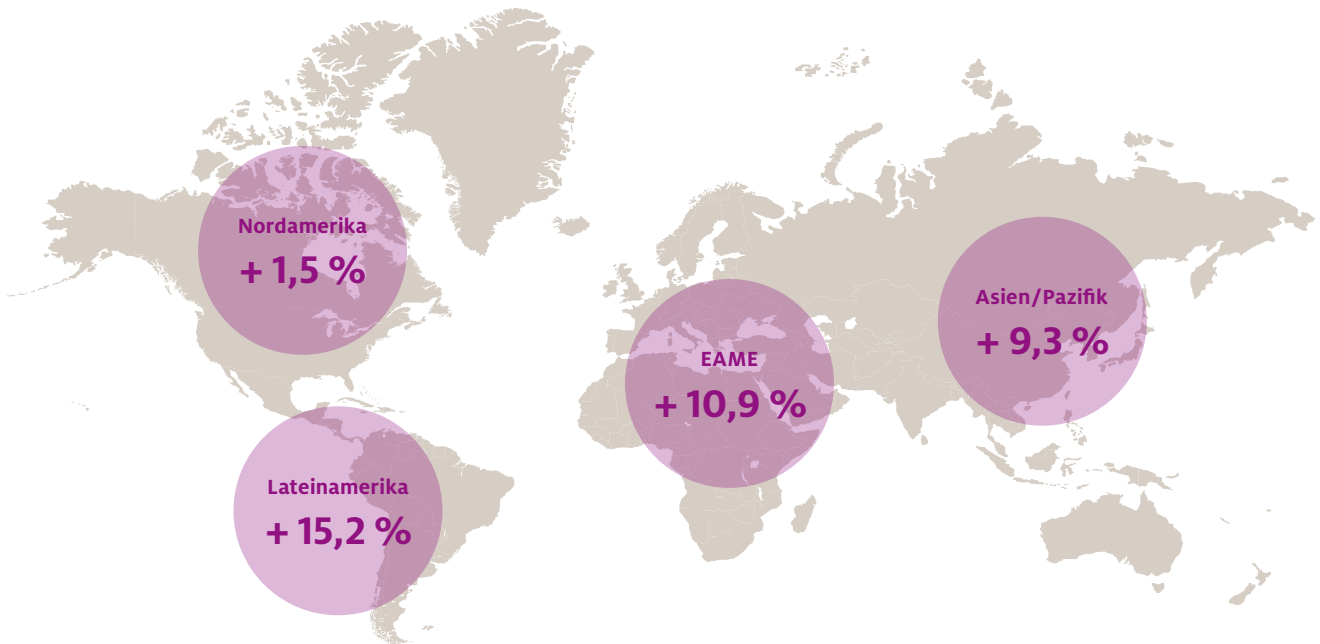 Nordamerika
+ 1,5 %
Lateinamerika
+ 15,2 %
EAME
+ 10,9 %
Asien/Pazifik
+ 9,3 %